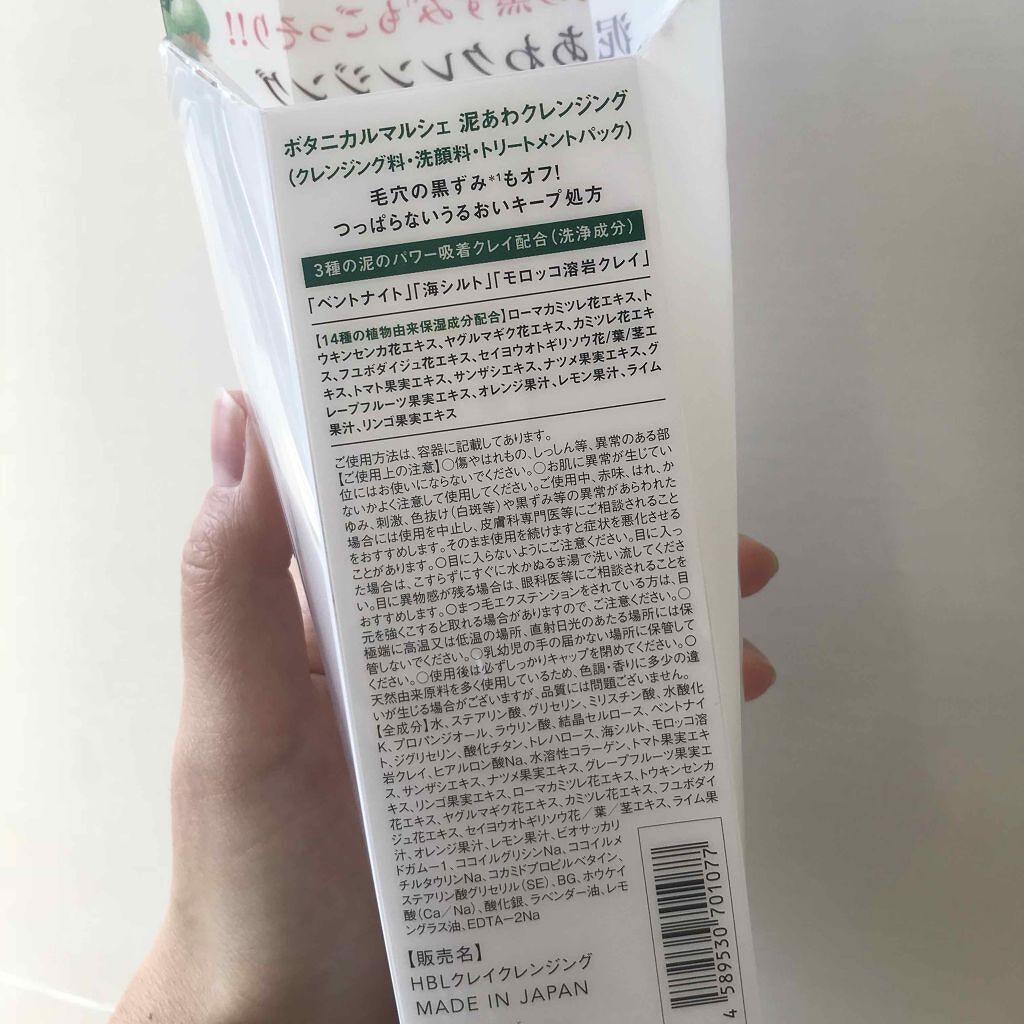 黒ずみもごっそり!!
泥あわクレンジング
ボタニカルマルシェ 泥あわクレンジング
(クレンジング料・洗顔料・トリートメントパック)
毛穴の黒ずみ*1もオフ!
つっぱらないうるおいキープ処方
3種の泥のパワー吸着クレイ配合(洗浄成分)
「ベントナイト」「海シルト」「モロッコ溶岩クレイ」
【14種の植物由来保湿成分配合】ローマカミツレ花エキス、ト
ウキンセンカ花エキス、ヤグルマギク花エキス、カミツレ花エキ
ス、フユボダイジュ花エキス、セイヨウオトギリソウ花/葉/茎エ
キス、トマト果実エキス、サンザシエキス、ナツメ果実エキス、グ
レープフルーツ果実エキス、オレンジ果汁、レモン果汁、ライム
果汁、リンゴ果実エキス
ご使用方法は、容器に記載してあります。
【ご使用上の注意】○傷やはれもの、しっしん等、異常のある部
位にはお使いにならないでください。○お肌に異常が生じてい
ないかよく注意して使用してください。ご使用中、赤味、はれ、か
ゆみ、刺激、色抜け(白斑等)や黒ずみ等の異常があらわれた
場合には使用を中止し、皮膚科専門医等にご相談されること
をおすすめします。そのまま使用を続けますと症状を悪化させる
ことがあります。○目に入らないようにご注意ください。目に入っ
た場合は、こすらずにすぐに水かぬるま湯で洗い流してくださ
い。目に異物感が残る場合は、眼科医等にご相談されることを
おすすめします。○まつ毛エクステンションをされている方は、目
元を強くこすると取れる場合がありますので、ご注意ください。○
極端に高温又は低温の場所、直射日光のあたる場所には保
管しないでください。○乳幼児の手の届かない場所に保管して
ください。○使用後は必ずしっかりキャップを閉めてください。○
天然由来原料を多く使用しているため、色調・香りに多少の違
いが生じる場合がございますが、品質には問題ございません。
【全成分】水、ステアリン酸、グリセリン、ミリスチン酸、水酸化
K、プロパンジオール、ラウリン酸、結晶セルロース、ベントナイ
ト、ジグリセリン、酸化チタン、トレハロース、海シルト、モロッコ溶
岩クレイ、ヒアルロン酸Na、水溶性コラーゲン、トマト果実エキ
ス、サンザシエキス、ナツメ果実エキス、グレープフルーツ果実エ
キス、リンゴ果実エキス、ローマカミツレ花エキス、トウキンセンカ
花エキス、ヤグルマギク花エキス、カミツレ花エキス、フユボダイ
ジュ花エキス、セイヨウオトギリソウ花/葉/茎エキス、ライム果
汁、オレンジ果汁、レモン果汁、ビオサッカリ
ドガム-1、ココイルグリシンNa、ココイルメ
チルタウリンNa、コカミドプロピルベタイン、
ステアリン酸グリセリル(SE)、BG、ホウケイ
酸(Ca/Na)、酸化銀、ラベンダー油、レモ
ングラス油、EDTA-2Na
【販売名】
HBLクレイクレンジング
MADE IN JAPAN
4 589530 701077